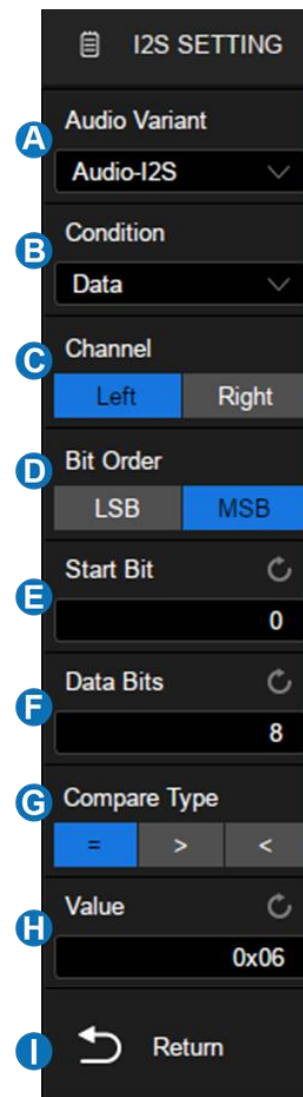 I2S SETTING
A
Audio Variant
Audio-I2S
B
Condition
Data
C
Channel
Left Right
D
Bit Order
LSB MSB
E
Start Bit
0
F
Data Bits
8
G
Compare Type
= > <
H
Value
0x06
I
Return